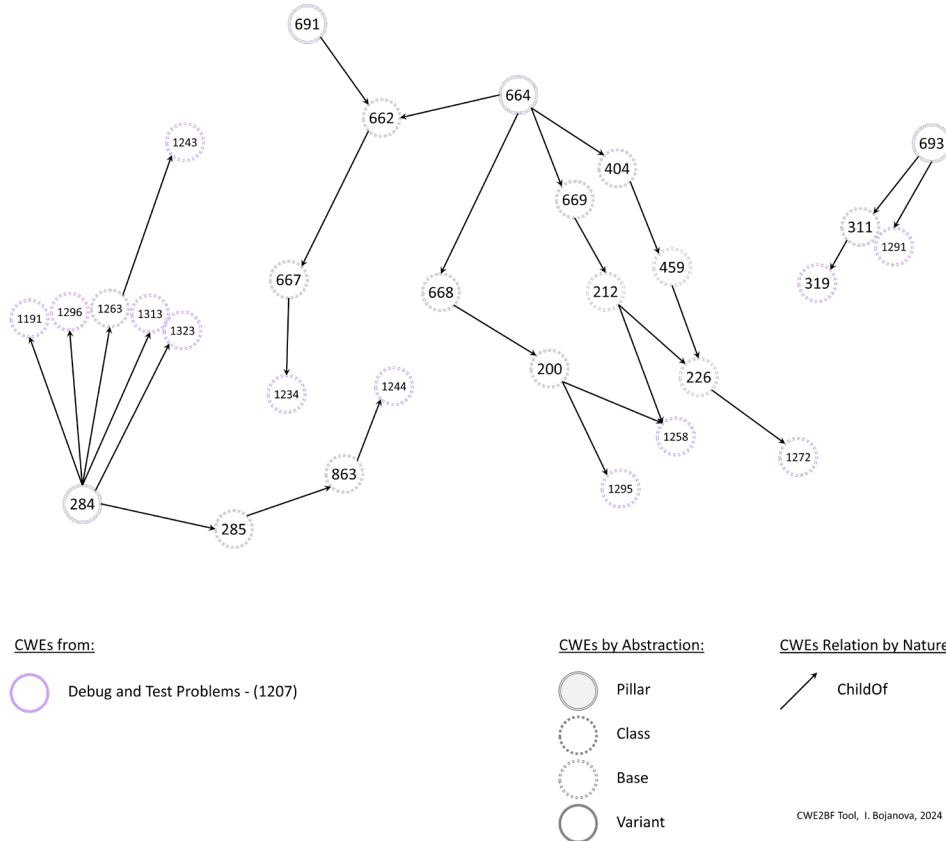 691
664
662
1243
693
404
669
311
1291
459
667
668
212
319
1191
1296
1263
1313
1323
200
226
1234
1244
1258
1272
863
1295
284
285
CWEs from:
Debug and Test Problems - (1207)
CWEs by Abstraction:
Pillar
Class
Base
Variant
CWEs Relation by Nature
ChildOf
CWE2BF Tool, I. Bojanova, 2024